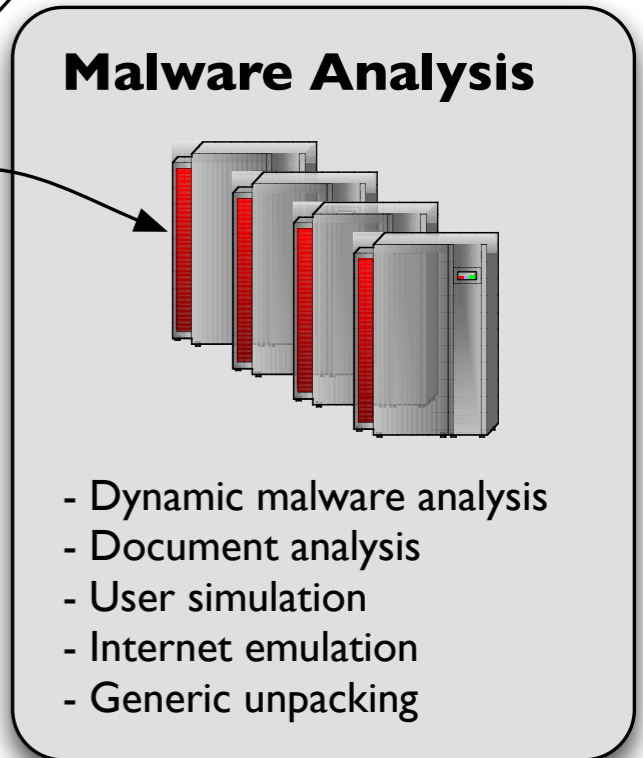 Malware Analysis
- Dynamic malware analysis
- Document analysis
- User simulation
- Internet emulation
- Generic unpacking